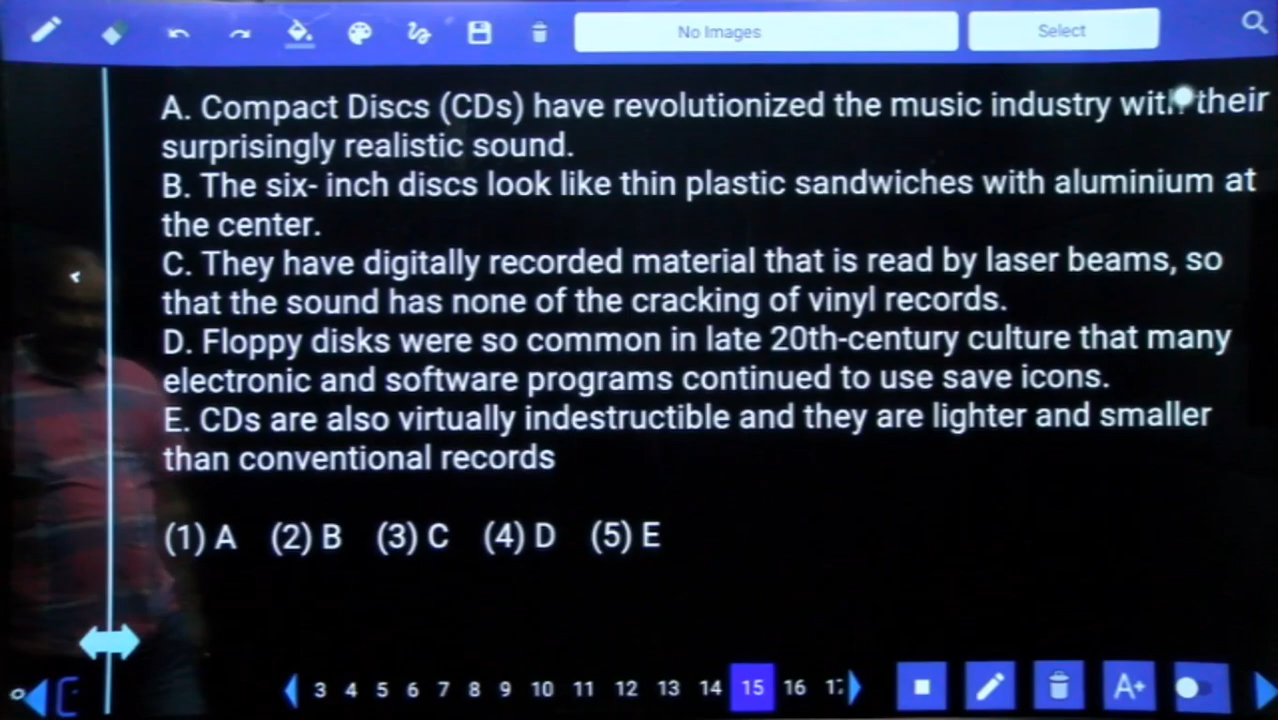 No Images
Select
A. Compact Discs (CDs) have revolutionized the music industry with their
surprisingly realistic sound.
B. The six- inch discs look like thin plastic sandwiches with aluminium at
the center.
C. They have digitally recorded material that is read by laser beams, so
that the sound has none of the cracking of vinyl records.
D. Floppy disks were so common in late 20th-century culture that many
electronic and software programs continued to use save icons.
E. CDs are also virtually indestructible and they are lighter and smaller
than conventional records
(1) A (2) B (3) C (4) D (5) E
3 4 5 6 7 8 9 10 11 12 13 14 15 16
A+